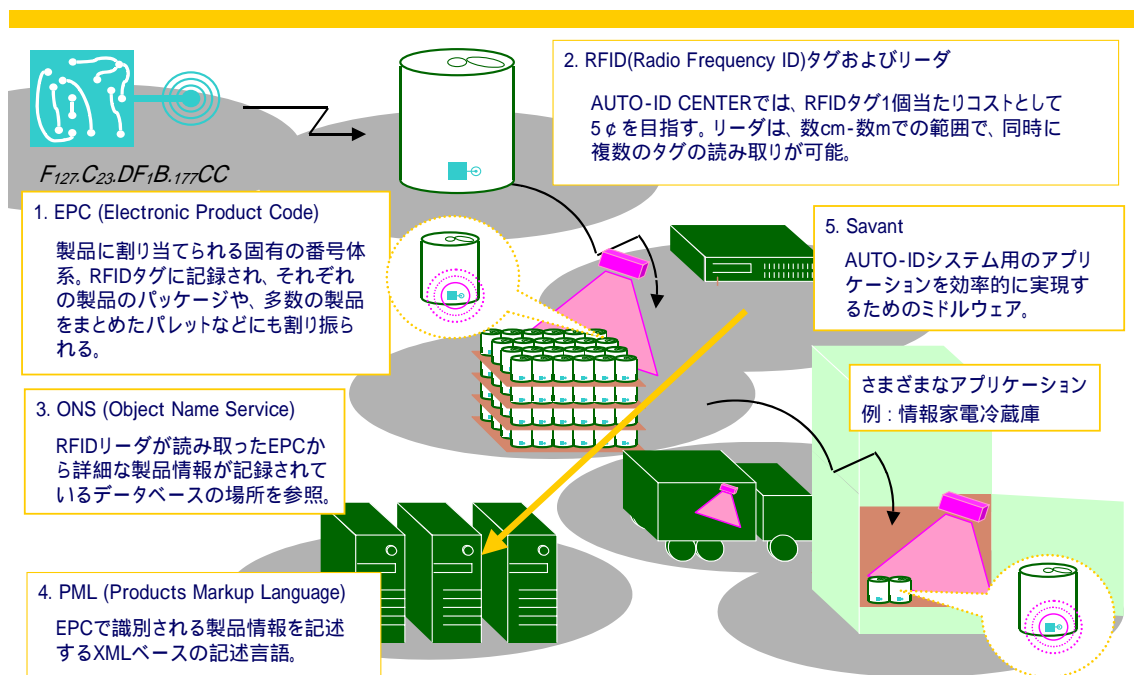 F127.C23.DF1B.177CC
1. EPC (Electronic Product Code)
製品に割り当てられる固有の番号体
系。RFIDタグに記録され、それぞれ
の製品のパッケージや、多数の製品
をまとめたパレットなどにも割り振ら
れる。
2. RFID(Radio Frequency ID)タグおよびリーダ
AUTO-ID CENTERでは、RFIDタグ1個当たりコストとして
5¢を目指す。リーダは、数cm-数mでの範囲で、同時に
複数のタグの読み取りが可能。
3. ONS (Object Name Service)
RFIDリーダが読み取ったEPCか
ら詳細な製品情報が記録されて
いるデータベースの場所を参照。
4. PML (Products Markup Language)
EPCで識別される製品情報を記述
するXMLベースの記述言語。
5. Savant
AUTO-IDシステム用のアプリ
ケーションを効率的に実現す
るためのミドルウェア。
さまざまなアプリケーション
例：情報家電冷蔵庫